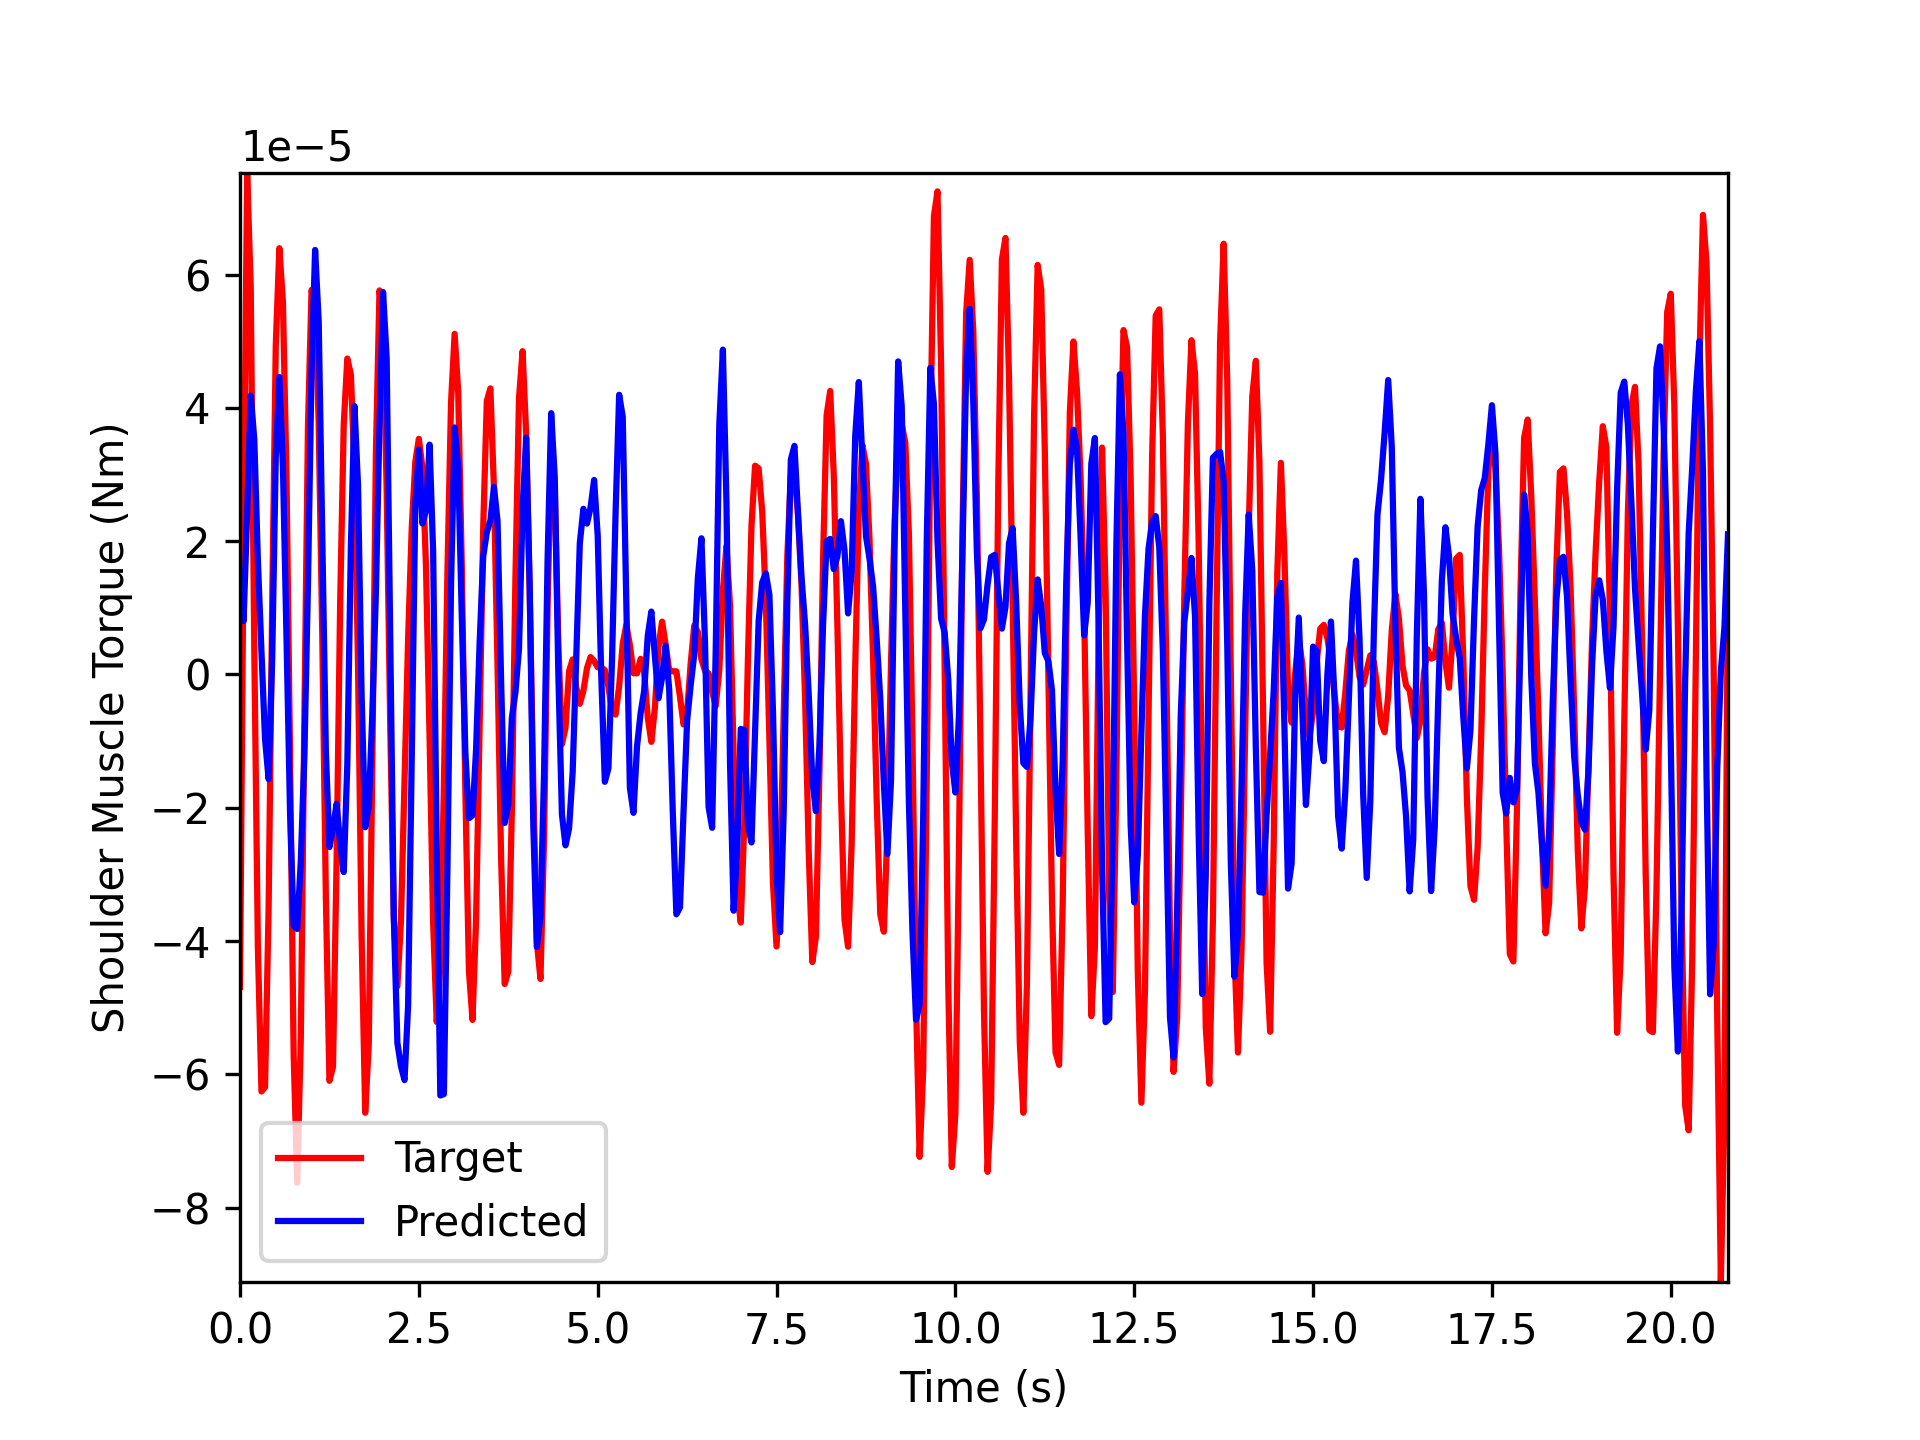 1e−5
6
4
2
0
−2
−4
−6
−8
Shoulder Muscle Torque (Nm)
Target
Predicted
0.0 2.5 5.0 7.5 10.0 12.5 15.0 17.5 20.0
Time (s)